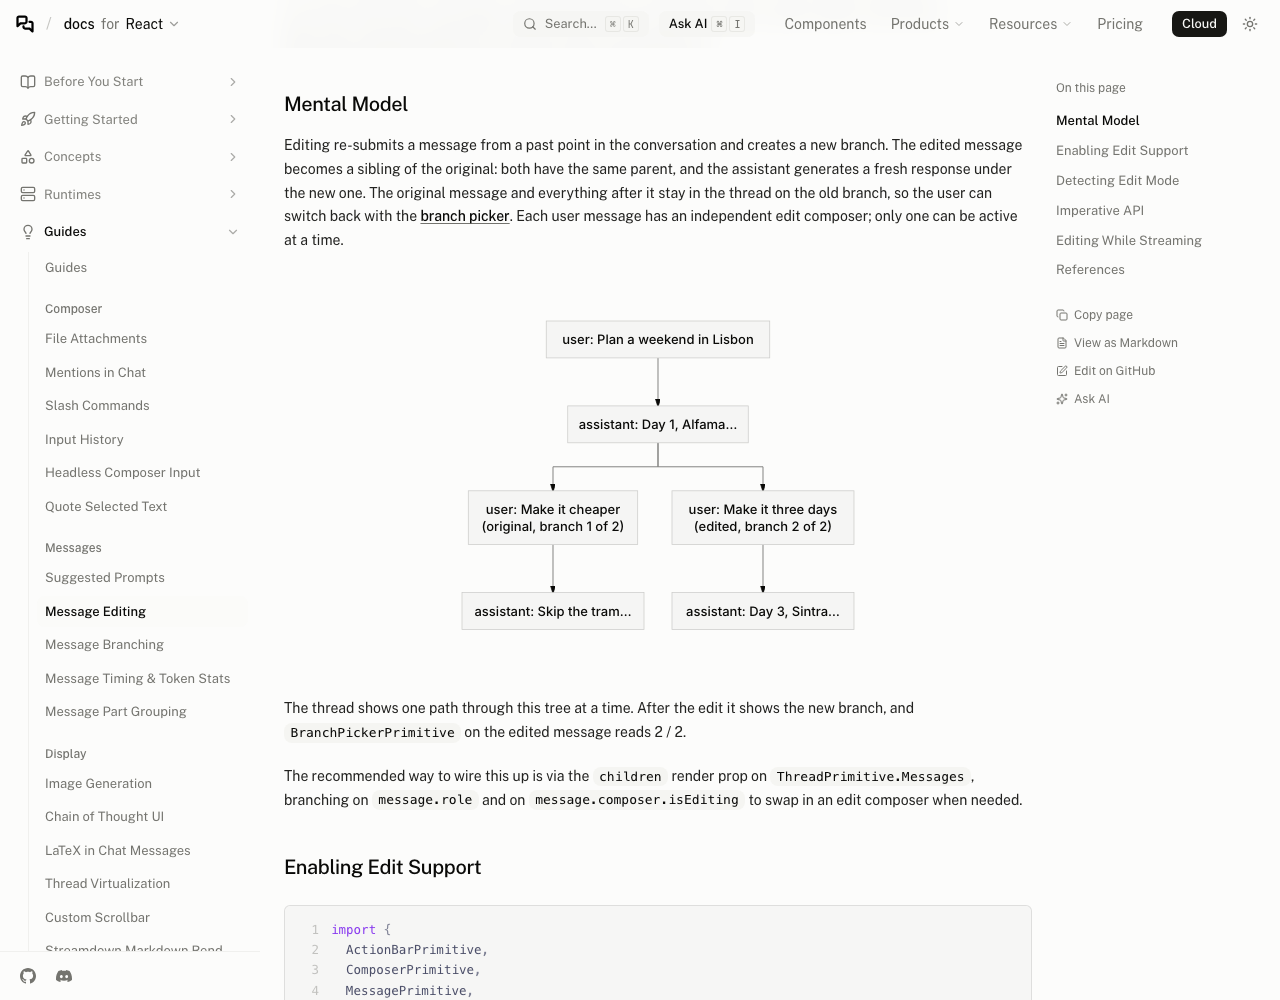 / docs for React
Search... ⌘ K
Ask AI ⌘ I
Components
Products
Resources
Pricing
Cloud
Before You Start
Getting Started
Concepts
Runtimes
Guides
Guides
Composer
File Attachments
Mentions in Chat
Slash Commands
Input History
Headless Composer Input
Quote Selected Text
Messages
Suggested Prompts
Message Editing
Message Branching
Message Timing & Token Stats
Message Part Grouping
Display
Image Generation
Chain of Thought UI
LaTeX in Chat Messages
Thread Virtualization
Custom Scrollbar
Streamdown Markdown Rend
Mental Model
Editing re-submits a message from a past point in the conversation and creates a new branch. The edited message
becomes a sibling of the original: both have the same parent, and the assistant generates a fresh response under
the new one. The original message and everything after it stay in the thread on the old branch, so the user can
switch back with the branch picker. Each user message has an independent edit composer; only one can be active
at a time.
user: Plan a weekend in Lisbon
assistant: Day 1, Alfama...
user: Make it cheaper
(original, branch 1 of 2)
user: Make it three days
(edited, branch 2 of 2)
assistant: Skip the tram...
assistant: Day 3, Sintra...
The thread shows one path through this tree at a time. After the edit it shows the new branch, and
BranchPickerPrimitive on the edited message reads 2 / 2.
The recommended way to wire this up is via the children render prop on ThreadPrimitive.Messages ,
branching on message.role and on message.composer.isEditing to swap in an edit composer when needed.
Enabling Edit Support
1 import {
2 ActionBarPrimitive,
3 ComposerPrimitive,
4 MessagePrimitive,
On this page
Mental Model
Enabling Edit Support
Detecting Edit Mode
Imperative API
Editing While Streaming
References
Copy page
View as Markdown
Edit on GitHub
Ask AI